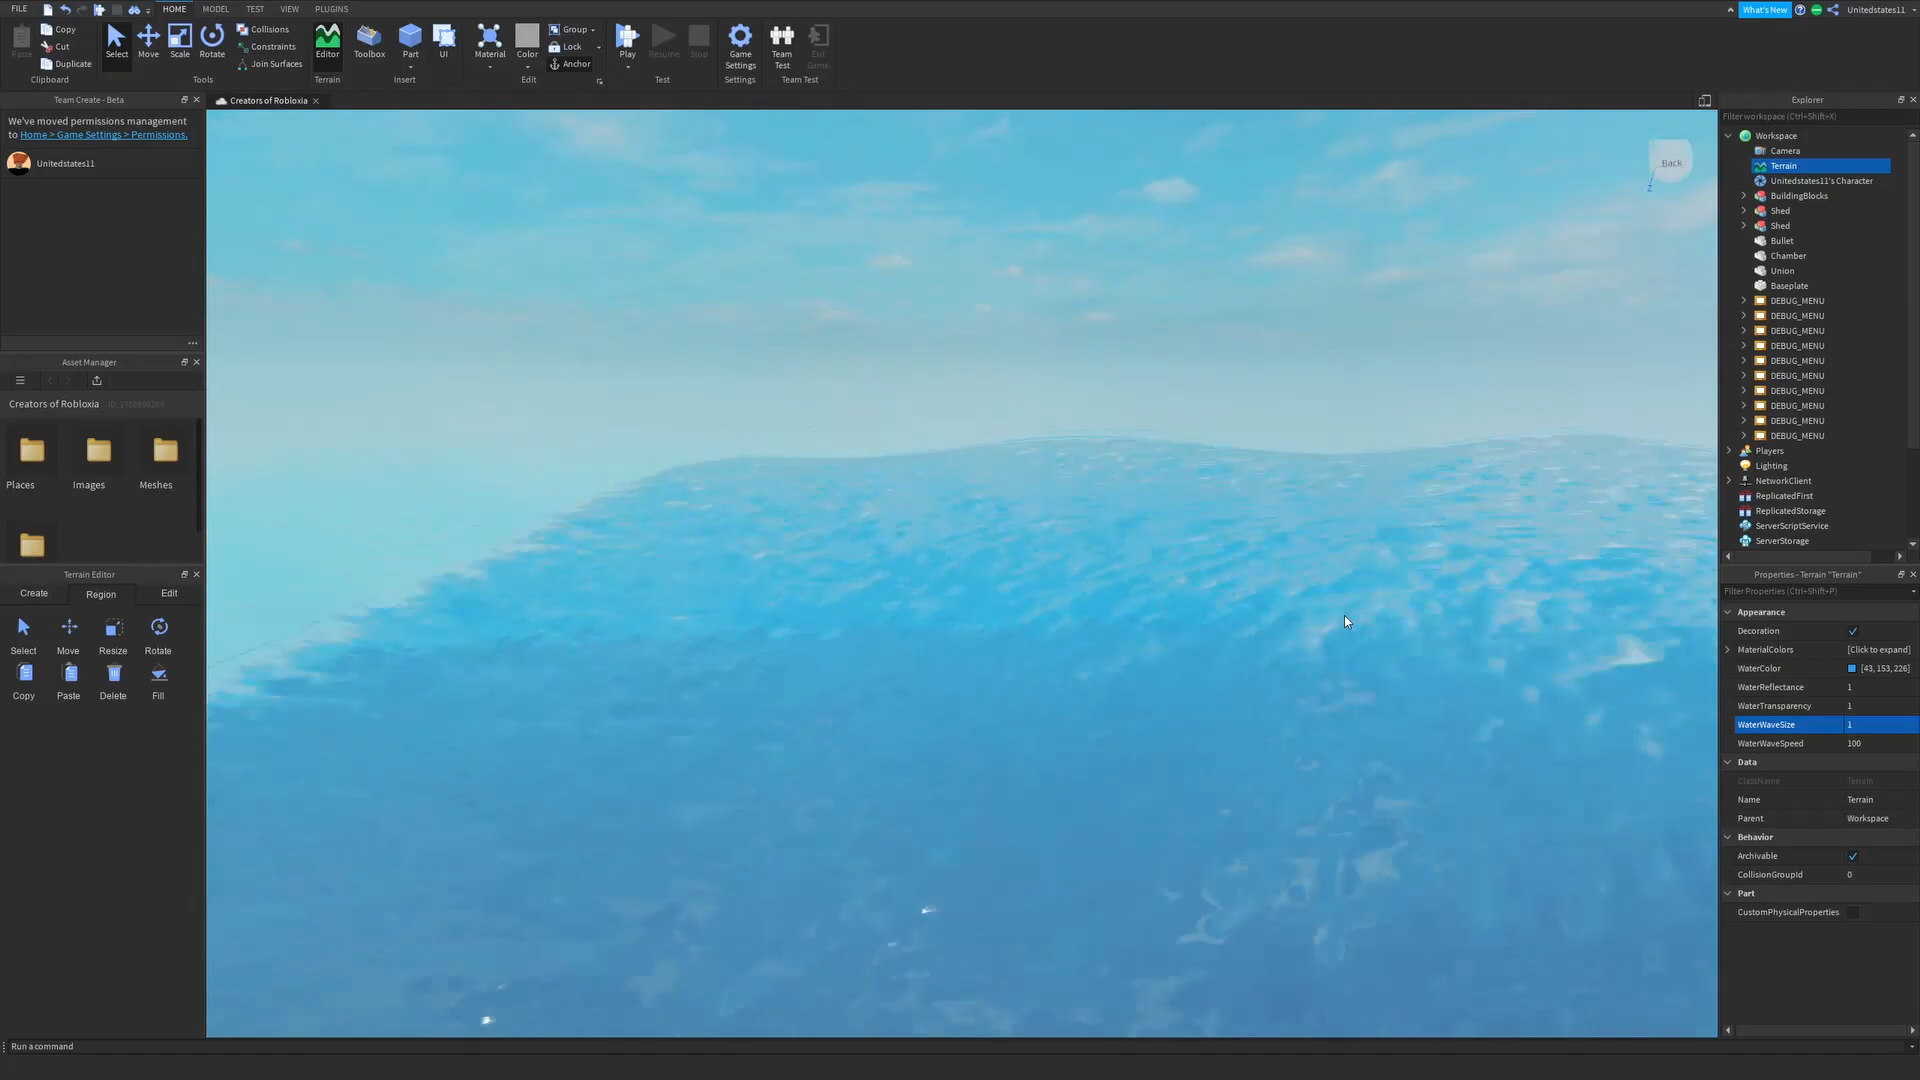 FILE
HOME
MODEL
TEST
VIEW
PLUGINS
What's New
Unitedstates11
Paste
Copy
Cut
Duplicate
Clipboard
Select
Move
Scale
Rotate
Collisions
Constraints
Join Surfaces
Tools
Editor
Terrain
Toolbox
Part
UI
Insert
Material
Color
Group
Lock
Anchor
Edit
Play
Resume
Stop
Test
Game
Settings
Settings
Team
Test
Exit
Game
Team Test
Team Create - Beta
We've moved permissions management
to Home > Game Settings > Permissions.
Unitedstates11
Asset Manager
Creators of Robloxia ID: 1738980265
Places
Images
Meshes
Terrain Editor
Create
Region
Edit
Select
Move
Resize
Rotate
Copy
Paste
Delete
Fill
Creators of Robloxia
Back
Z
Explorer
Filter workspace (Ctrl+Shift+X)
Workspace
Camera
Terrain
Unitedstates11's Character
BuildingBlocks
Shed
Shed
Bullet
Chamber
Union
Baseplate
DEBUG_MENU
DEBUG_MENU
DEBUG_MENU
DEBUG_MENU
DEBUG_MENU
DEBUG_MENU
DEBUG_MENU
DEBUG_MENU
DEBUG_MENU
DEBUG_MENU
Players
Lighting
NetworkClient
ReplicatedFirst
ReplicatedStorage
ServerScriptService
ServerStorage
Properties - Terrain "Terrain"
Filter Properties (Ctrl+Shift+P)
Appearance
Decoration
MaterialColors [Click to expand]
WaterColor [43, 153, 226]
WaterReflectance 1
WaterTransparency 1
WaterWaveSize 1
WaterWaveSpeed 100
Data
ClassName Terrain
Name Terrain
Parent Workspace
Behavior
Archivable
CollisionGroupId 0
Part
CustomPhysicalProperties
Run a command